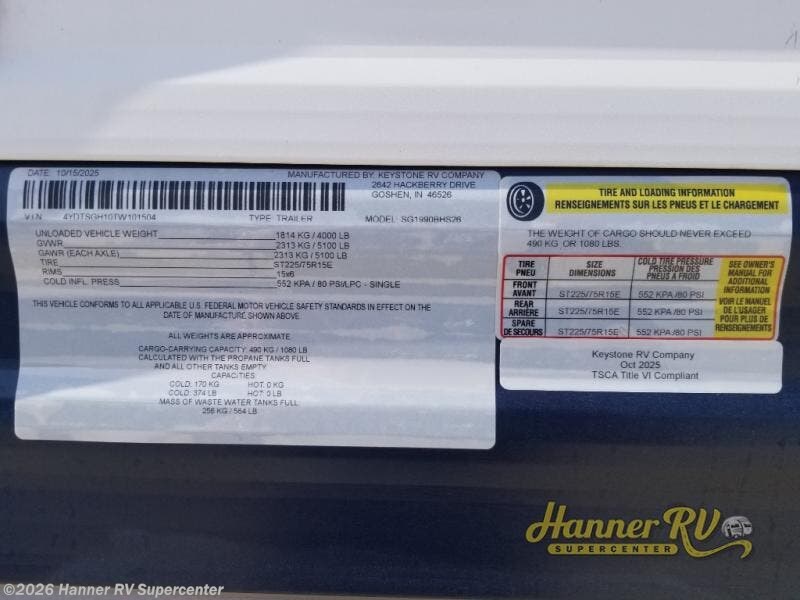 DATE: 10/15/2025
MANUFACTURED BY: KEYSTONE RV COMPANY
2642 HACKBERRY DRIVE
GOSHEN, IN 46526
VIN 4YDTSGH10TW101504 TYPE: TRAILER MODEL: SG1990BHS26
UNLOADED VEHICLE WEIGHT 1814 KG / 4000 LB
GVWR 2313 KG / 5100 LB
GAWR (EACH AXLE) 2313 KG / 5100 LB
TIRE ST225/75R15E
RIMS 15x6
COLD INFL. PRESS 552 KPA / 80 PSI/LPC - SINGLE
THIS VEHICLE CONFORMS TO ALL APPLICABLE U.S. FEDERAL MOTOR VEHICLE SAFETY STANDARDS IN EFFECT ON THE
DATE OF MANUFACTURE SHOWN ABOVE.
ALL WEIGHTS ARE APPROXIMATE
CARGO-CARRYING CAPACITY: 490 KG / 1080 LB
CALCULATED WITH THE PROPANE TANKS FULL
AND ALL OTHER TANKS EMPTY
CAPACITIES
COLD: 170 KG HOT: 0 KG
COLD: 374 LB HOT: 0 LB
MASS OF WASTE WATER TANKS FULL:
256 KG / 564 LB
TIRE AND LOADING INFORMATION
RENSEIGNEMENTS SUR LES PNEUS ET LE CHARGEMENT
THE WEIGHT OF CARGO SHOULD NEVER EXCEED
490 KG OR 1080 LBS.
TIRE
PNEU
SIZE
DIMENSIONS
COLD TIRE PRESSURE
PRESSION DES
PNEUS A FROID
FRONT
AVANT
ST225/75R15E 552 KPA /80 PSI
REAR
ARRIÈRE
ST225/75R15E 552 KPA /80 PSI
SPARE
DE SECOURS
ST225/75R15E 552 KPA /80 PSI
SEE OWNER'S
MANUAL FOR
ADDITIONAL
INFORMATION
VOIR LE MANUEL
DE L'USAGER
POUR PLUS DE
RENSEIGNEMENTS
Keystone RV Company
Oct 2025
TSCA Title VI Compliant
Hanner RV
SUPERCENTER
©2026 Hanner RV Supercenter